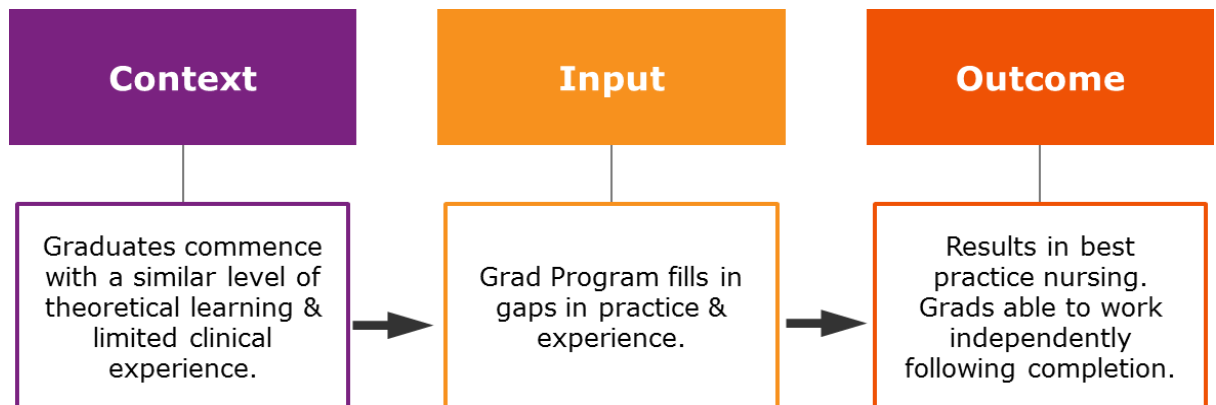 Context
Input
Outcome
Graduates commence
with a similar level of
theoretical learning &
limited clinical
experience.
Grad Program fills in
gaps in practice &
experience.
Results in best
practice nursing.
Grads able to work
independently
following completion.